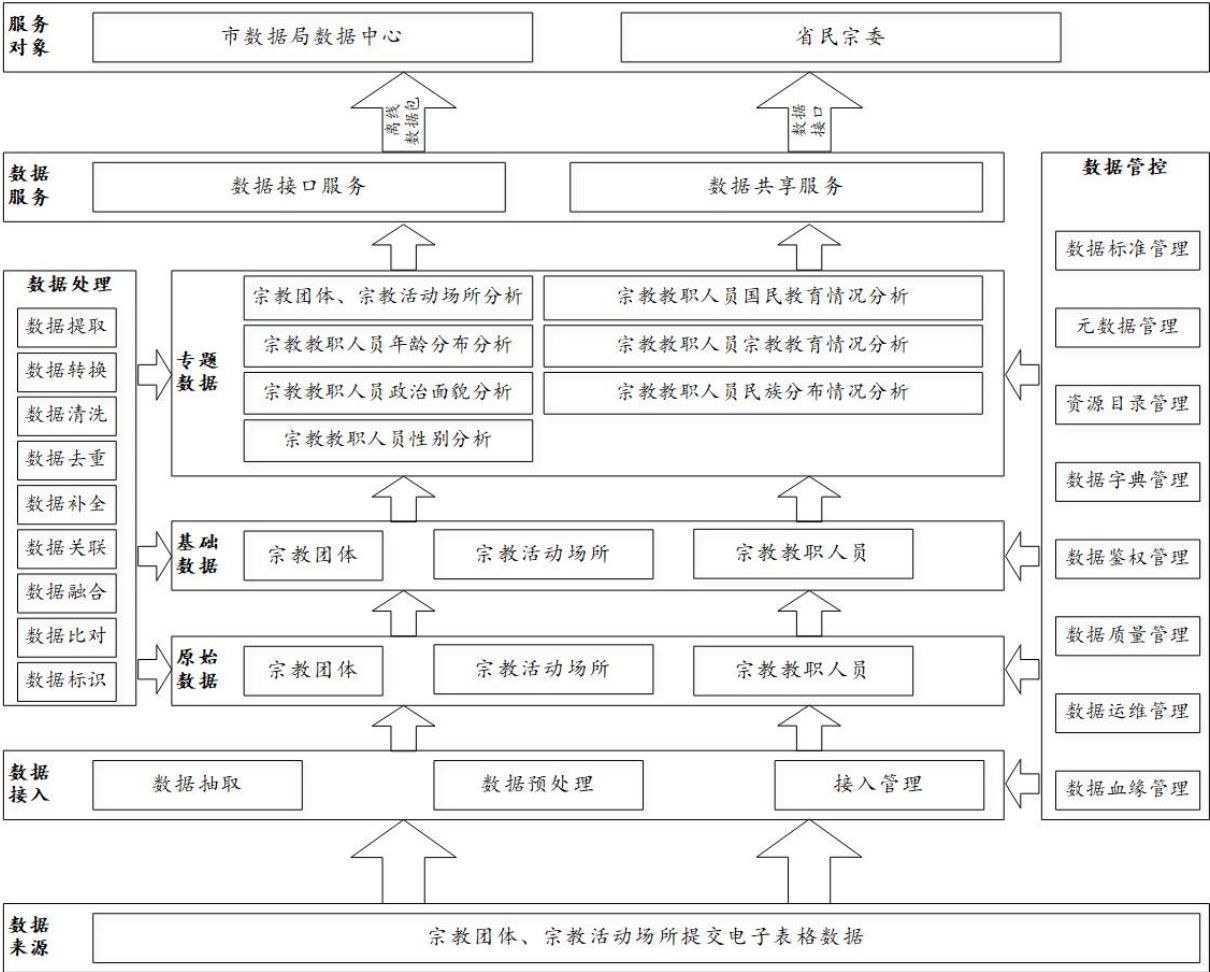 服务
对象
市数据局数据中心
省民宗委
离线
数据包
数据
接口
数据
服务
数据接口服务
数据共享服务
数据管控
数据标准管理
元数据管理
资源目录管理
数据字典管理
数据鉴权管理
数据质量管理
数据运维管理
数据血缘管理
数据处理
数据提取
数据转换
数据清洗
数据去重
数据补全
数据关联
数据融合
数据比对
数据标识
专题
数据
宗教团体、宗教活动场所分析
宗教教职人员国民教育情况分析
宗教教职人员年龄分布分析
宗教教职人员宗教教育情况分析
宗教教职人员政治面貌分析
宗教教职人员民族分布情况分析
宗教教职人员性别分析
基础
数据
宗教团体
宗教活动场所
宗教教职人员
原始
数据
宗教团体
宗教活动场所
宗教教职人员
数据
接入
数据抽取
数据预处理
接入管理
数据
来源
宗教团体、宗教活动场所提交电子表格数据